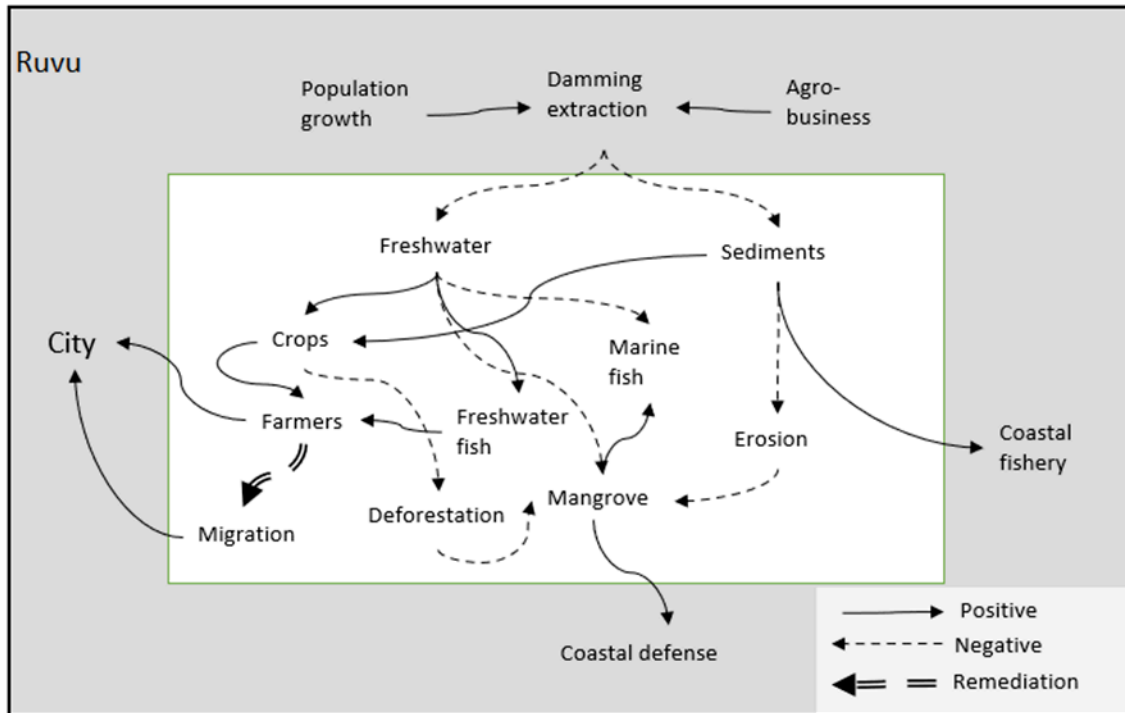 Ruvu
Population
growth
Damming
extraction
Agro-
business
Freshwater
Sediments
City
Crops
Marine
fish
Farmers
Freshwater
fish
Erosion
Coastal
fishery
Migration
Deforestation
Mangrove
Coastal defense
Positive
Negative
Remediation